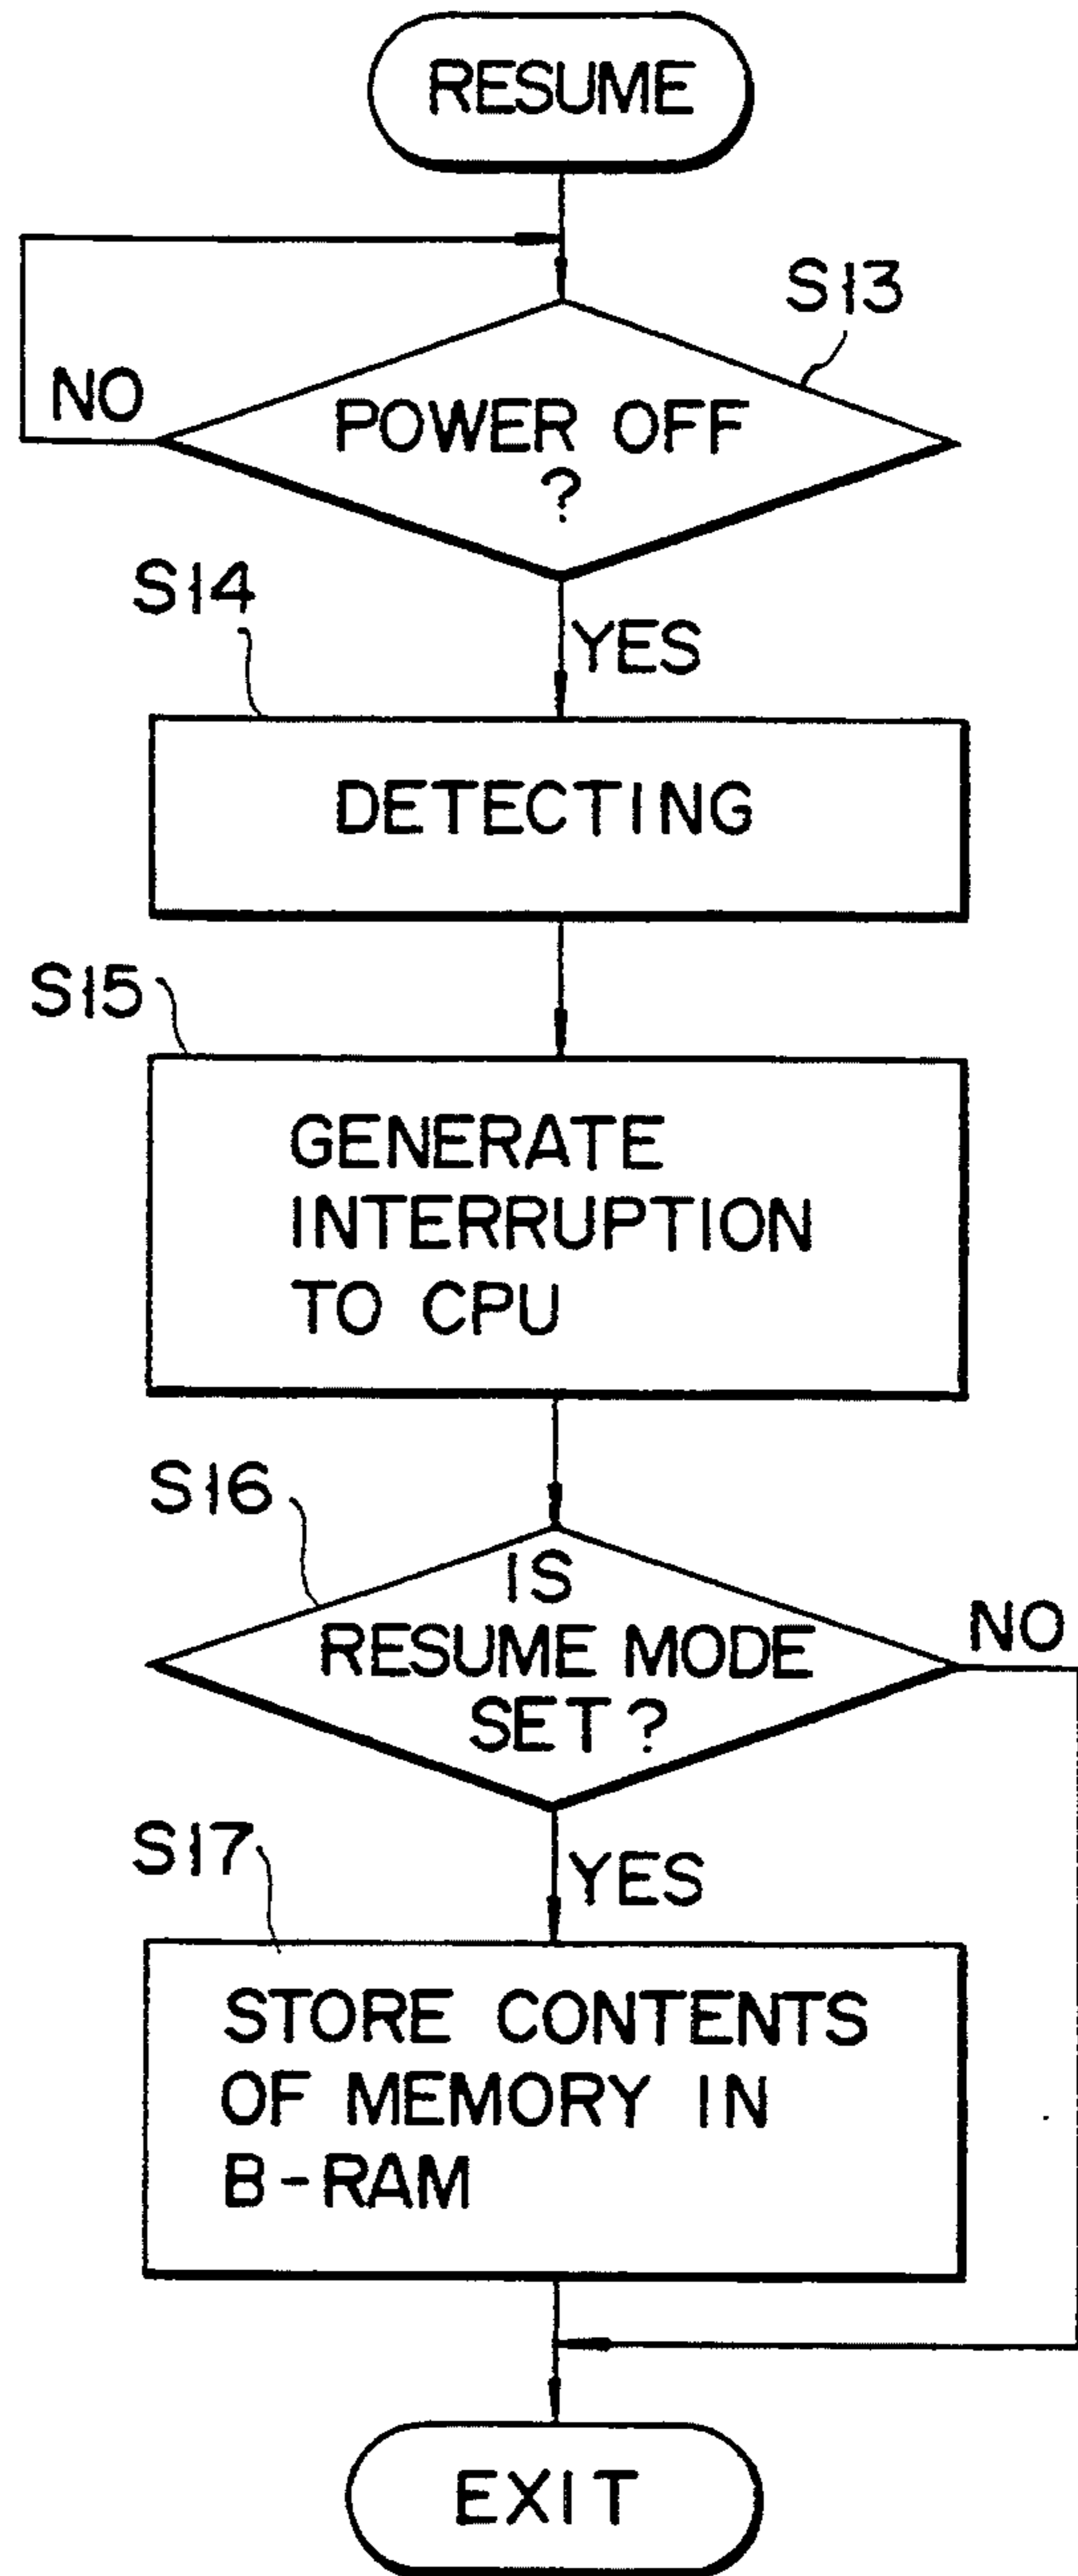 RESUME
S13
NO
POWER OFF
?
S14
YES
DETECTING
S15
GENERATE
INTERRUPTION
TO CPU
S16
IS
RESUME MODE
SET?
NO
S17
YES
STORE CONTENTS
OF MEMORY IN
B-RAM
EXIT